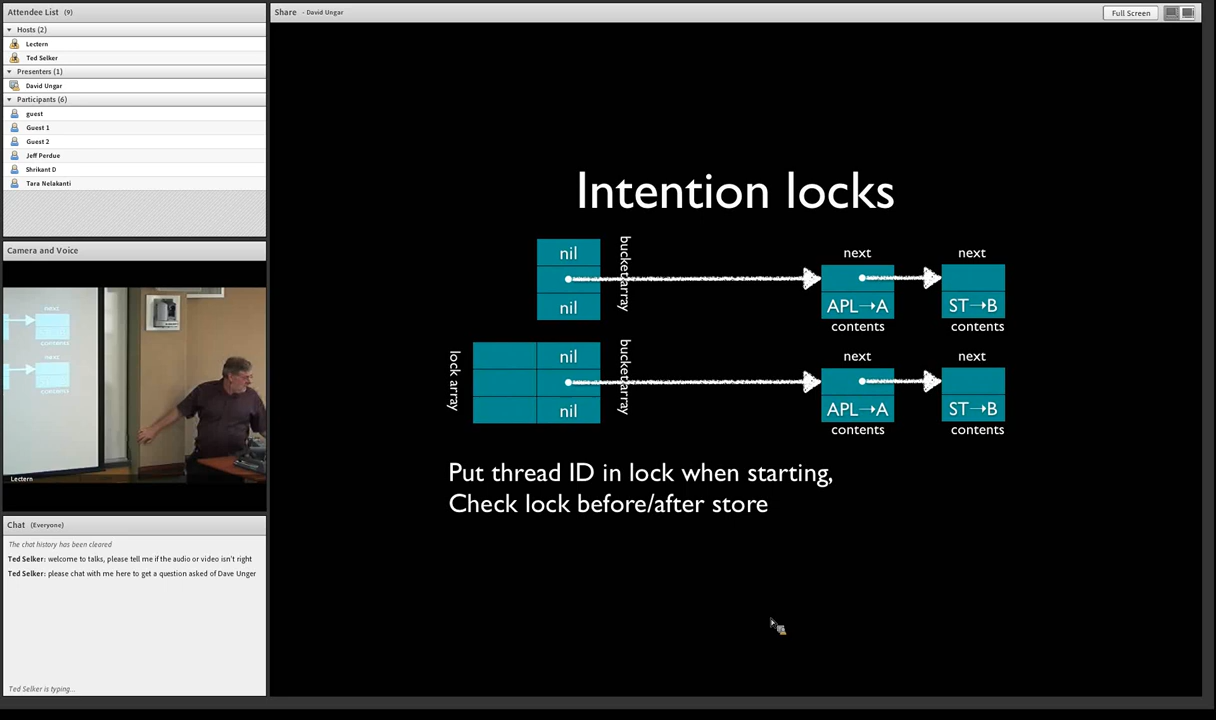 Attendee List (9)
Hosts (2)
Lectern
Ted Selker
Presenters (1)
David Ungar
Participants (6)
guest
Guest 1
Guest 2
Jeff Perdue
Shrikant D
Tara Nelakanti
Camera and Voice
next
contents
next
contents
Lectern
Chat (Everyone)
The chat history has been cleared
Ted Selker: welcome to talks, please tell me if the audio or video isn't right
Ted Selker: please chat with me here to get a question asked of Dave Unger
Ted Selker is typing...
Share - David Ungar
Full Screen
Intention locks
nil
nil
bucket array
next
next
APL→A
ST→B
contents
contents
lock array
nil
nil
bucket array
next
next
APL→A
ST→B
contents
contents
Put thread ID in lock when starting,
Check lock before/after store